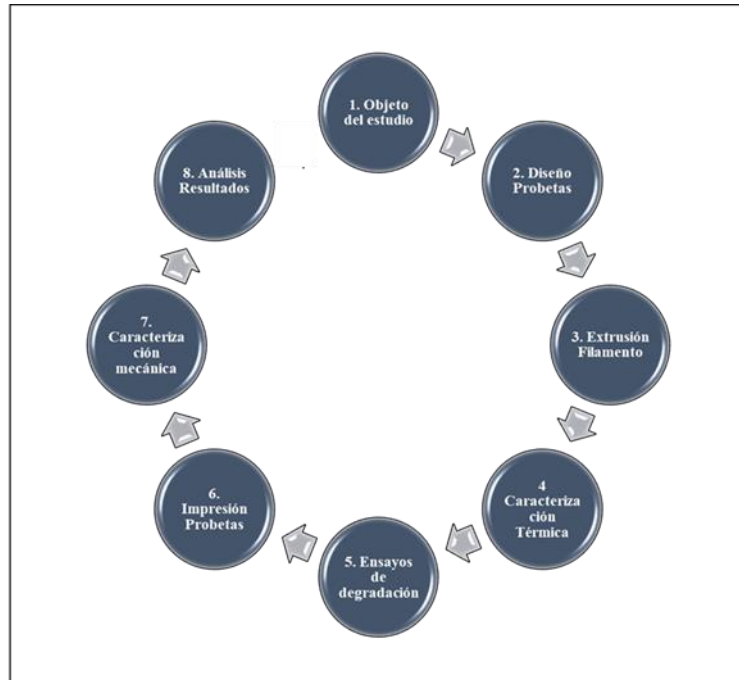 1. Objeto
del estudio
2. Diseño
Probetas
3. Extrusión
Filamento
4
Caracteriza
ción
Térmica
5. Ensayos
de
degradación
6.
Impresión
Probetas
7.
Caracteriza
ción
mecánica
8. Análisis
Resultados